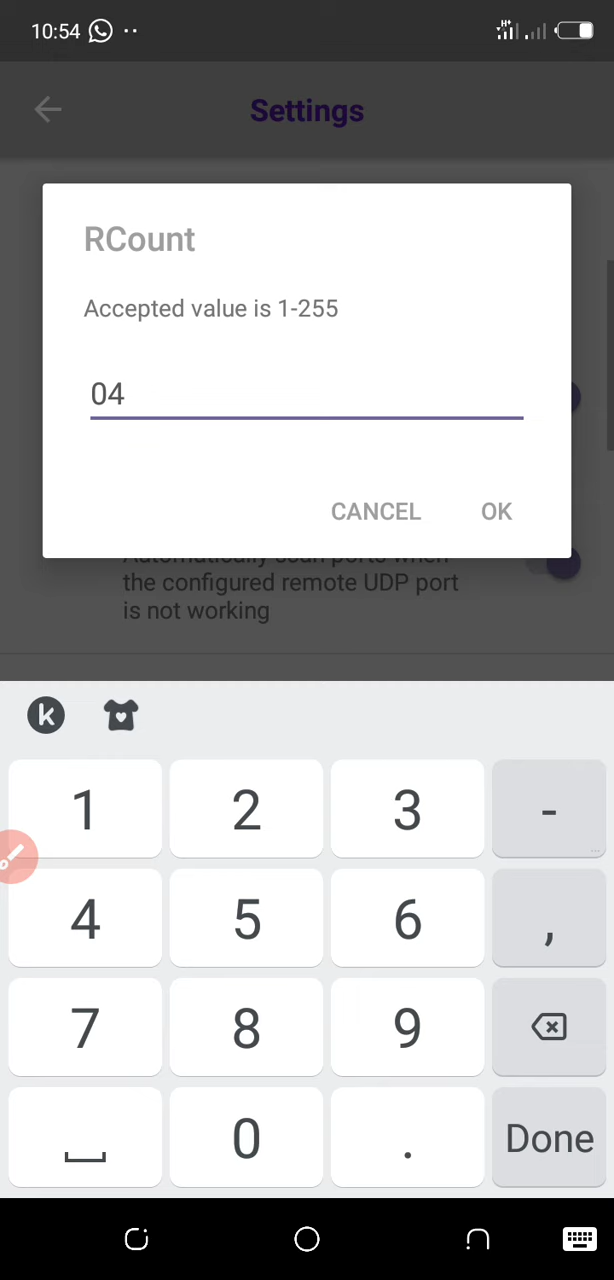 10:54
Settings
RCount
Accepted value is 1-255
04
CANCEL OK
Automatically scan ports when
the configured remote UDP port
is not working
k
1 2 3 -
4 5 6 ,
7 8 9
0 . Done